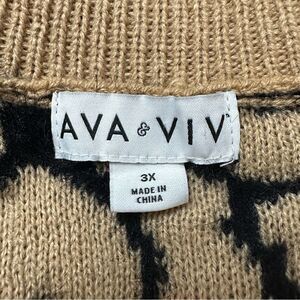 AVA & VIV
3X
MADE IN
CHINA